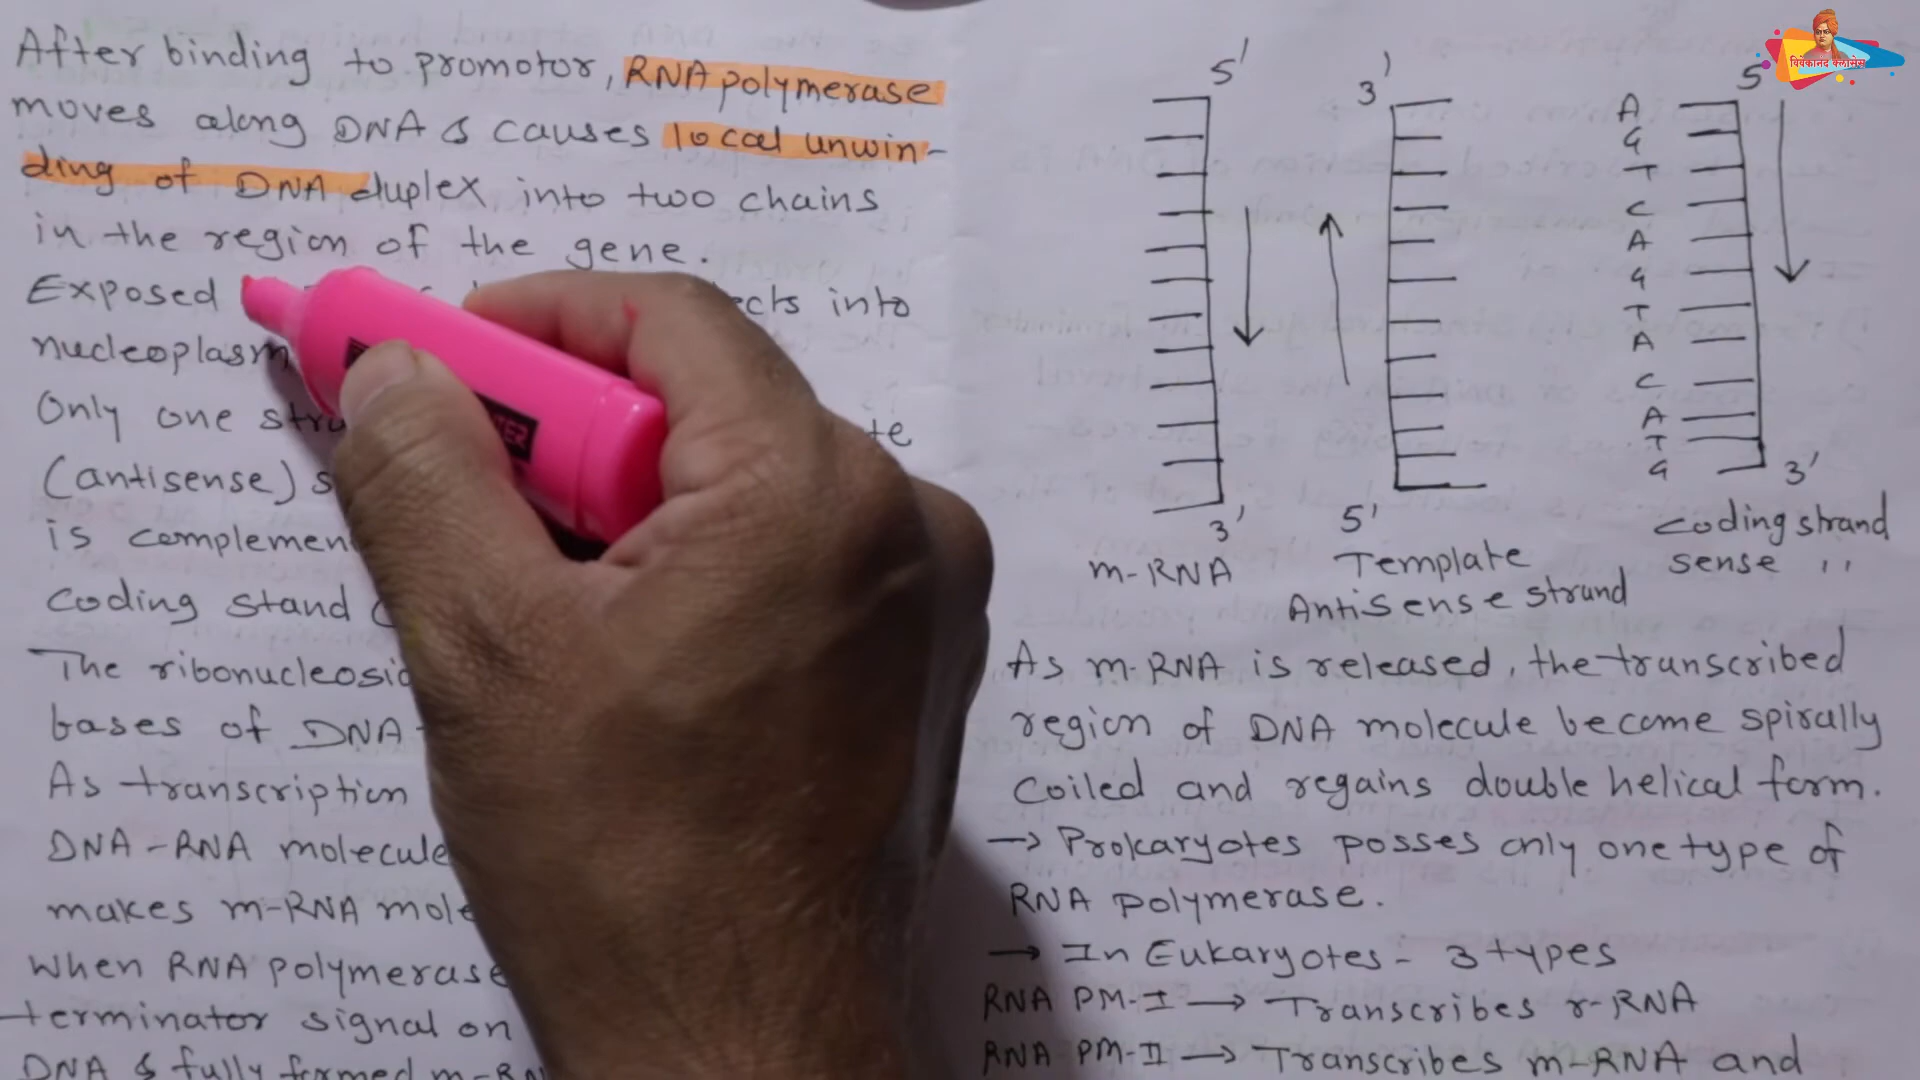 After binding to promotor, RNA polymerase
moves along DNA & causes local unwin-
ding of DNA duplex into two chains
in the region of the gene.
Exposed into
nucleoplasm
Only one
(antisense)
is
coding stand
The
bases of DNA
As transcription
DNA-RNA molecule
makes m-RNA
When RNA polymerase
terminator signal on
DNA & fully formed
5' 3' 5'
A
G
T
C
A
G
T
A
C
A
T
G
3' 5' 3'
m-RNA
Template
Antisense strand
coding strand
sense "
As m-RNA is released, the transcribed
region of DNA molecule become spirally
coiled and regains double helical form.
→ Prokaryotes posses only one type of
RNA polymerase.
→ In Eukaryotes - 3 types
RNA PM-I → Transcribes r-RNA
RNA PM-II → Transcribes m-RNA and
विवेकानंद क्लासेस